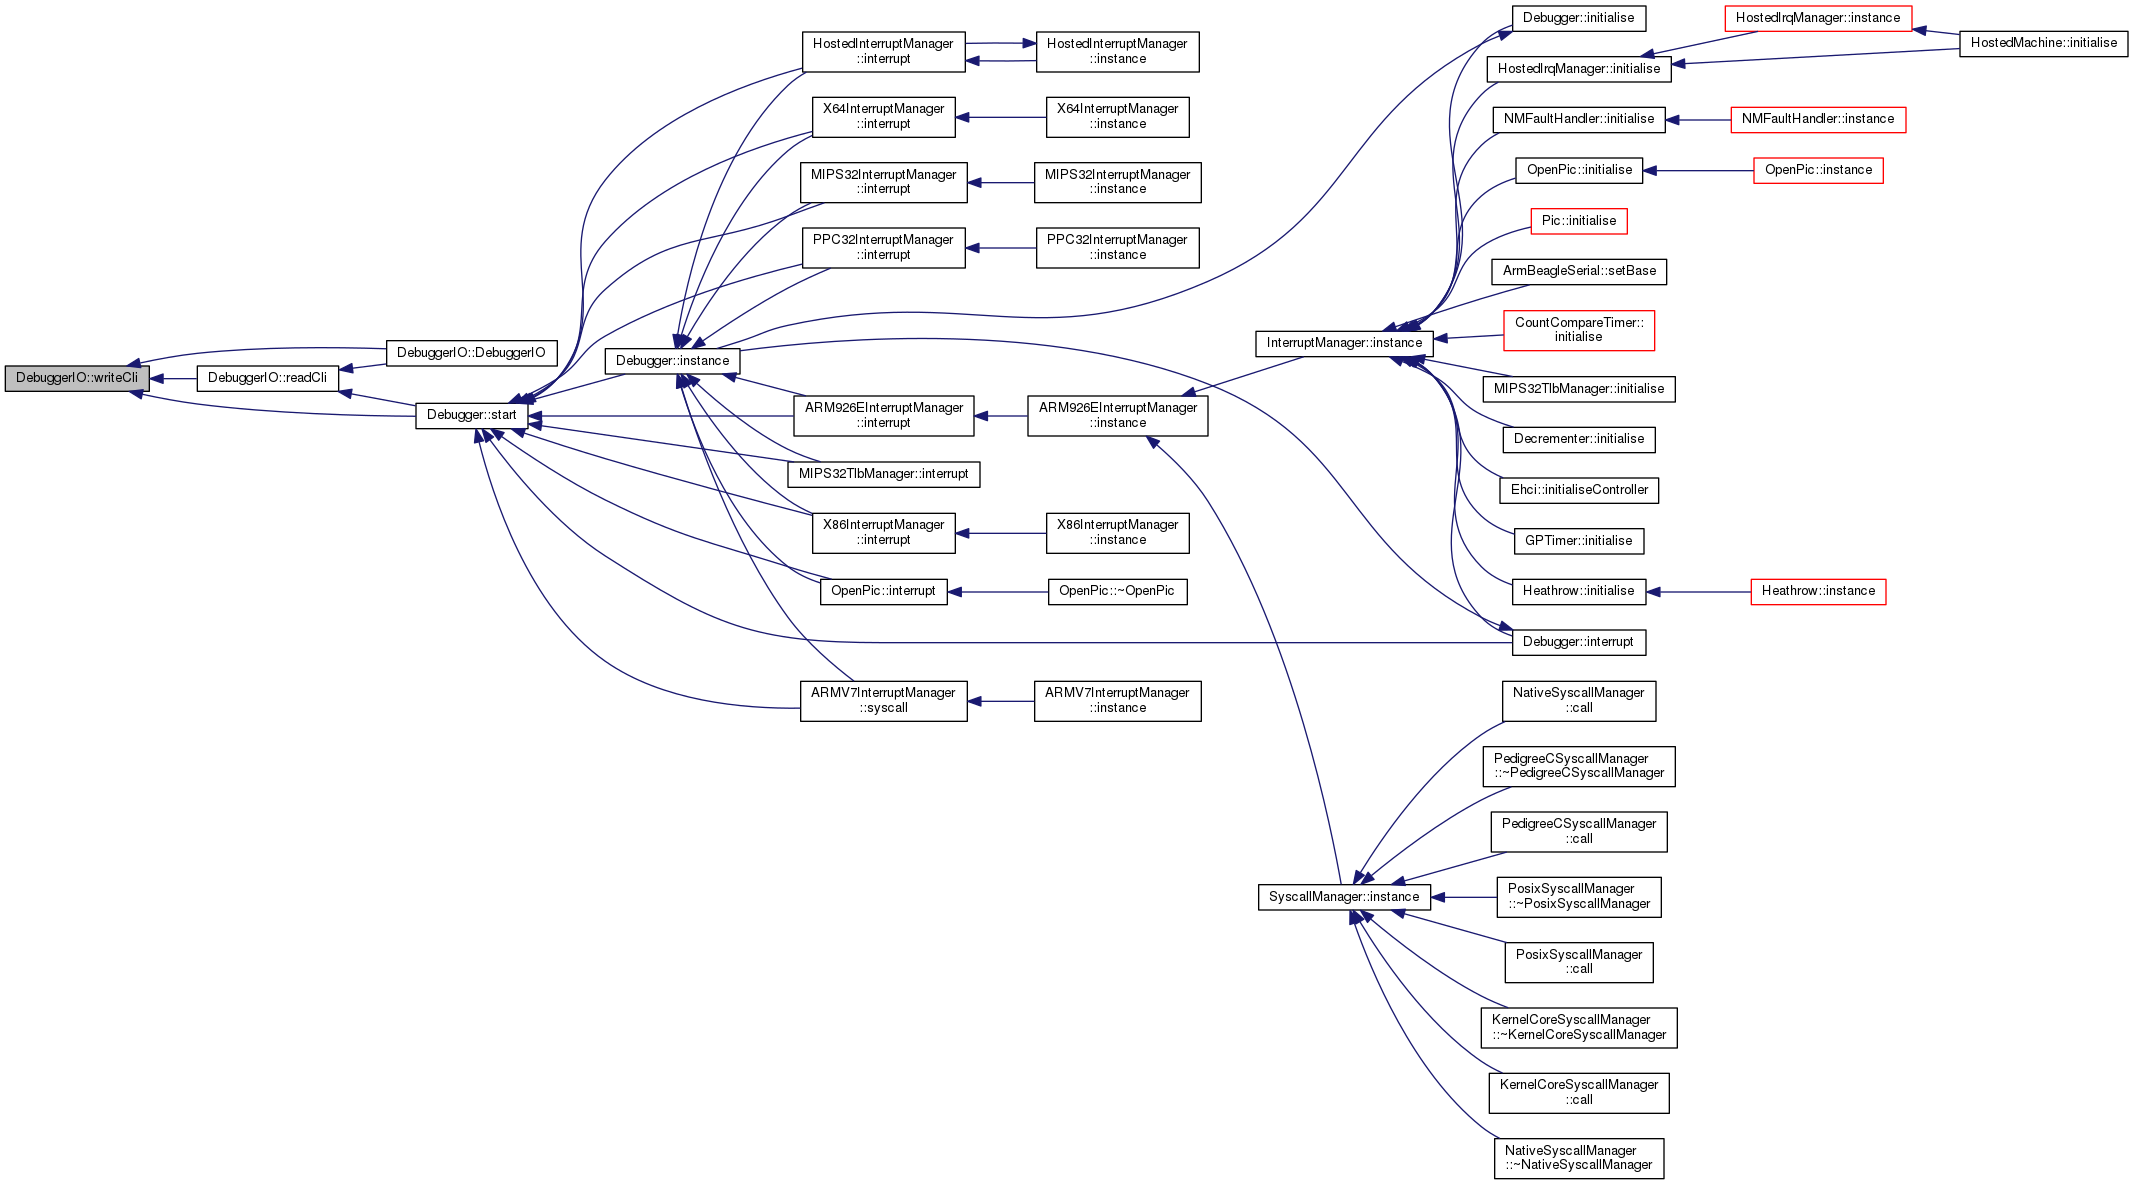 DebuggerIO::writeCli
DebuggerIO::readCli
DebuggerIO::DebuggerIO
Debugger::start
Debugger::instance
HostedInterruptManager
::interrupt
X64InterruptManager
::interrupt
MIPS32InterruptManager
::interrupt
PPC32InterruptManager
::interrupt
ARM926EInterruptManager
::interrupt
MIPS32TlbManager::interrupt
X86InterruptManager
::interrupt
OpenPic::interrupt
ARMV7InterruptManager
::syscall
HostedInterruptManager
::instance
X64InterruptManager
::instance
MIPS32InterruptManager
::instance
PPC32InterruptManager
::instance
ARM926EInterruptManager
::instance
X86InterruptManager
::instance
OpenPic::~OpenPic
ARMV7InterruptManager
::instance
InterruptManager::instance
SyscallManager::instance
Debugger::initialise
HostedIrqManager::initialise
NMFaultHandler::initialise
OpenPic::initialise
Pic::initialise
ArmBeagleSerial::setBase
CountCompareTimer::
initialise
MIPS32TlbManager::initialise
Decrementer::initialise
Ehci::initialiseController
GPTimer::initialise
Heathrow::initialise
Debugger::interrupt
NativeSyscallManager
::call
PedigreeCSyscallManager
::~PedigreeCSyscallManager
PedigreeCSyscallManager
::call
PosixSyscallManager
::~PosixSyscallManager
PosixSyscallManager
::call
KernelCoreSyscallManager
::~KernelCoreSyscallManager
KernelCoreSyscallManager
::call
NativeSyscallManager
::~NativeSyscallManager
HostedIrqManager::instance
NMFaultHandler::instance
OpenPic::instance
Heathrow::instance
HostedMachine::initialise